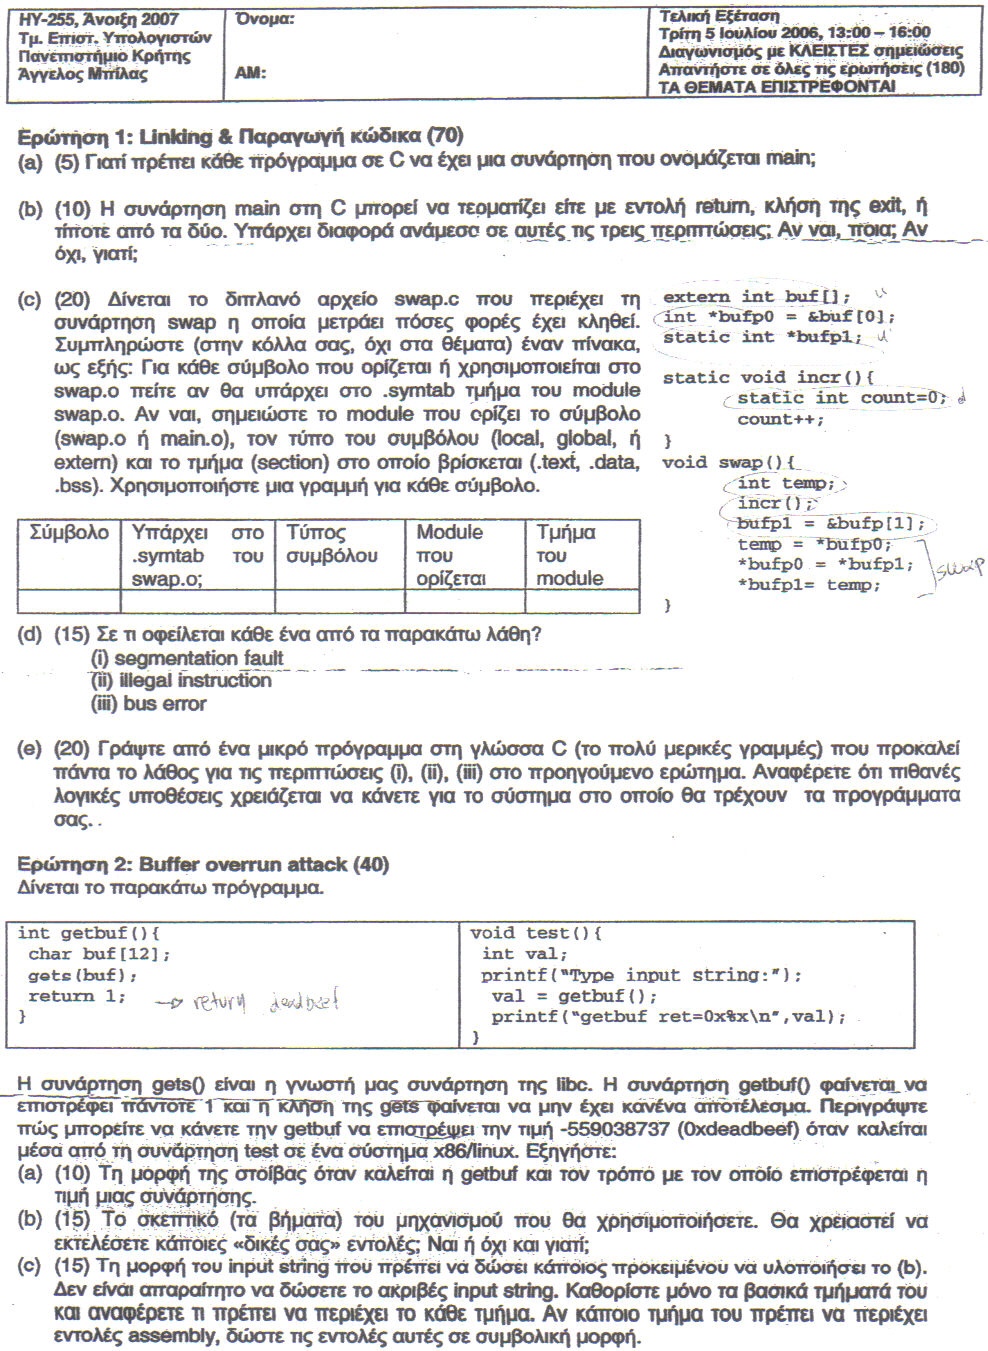 ΗΥ-255, Άνοιξη 2007
Τμ. Επιστ. Υπολογιστών
Πανεπιστήμιο Κρήτης
Άγγελος Μπίλας
Όνομα:
ΑΜ:
Τελική Εξέταση
Τρίτη 5 Ιουλίου 2006, 13:00 – 16:00
Διαγωνισμός με ΚΛΕΙΣΤΕΣ σημειώσεις
Απαντήστε σε όλες τις ερωτήσεις (180)
ΤΑ ΘΕΜΑΤΑ ΕΠΙΣΤΡΕΦΟΝΤΑΙ
Ερώτηση 1: Linking & Παραγωγή κώδικα (70)
(a) (5) Γιατί πρέπει κάθε πρόγραμμα σε C να έχει μια συνάρτηση που ονομάζεται main;
(b) (10) Η συνάρτηση main στη C μπορεί να τερματίζει είτε με εντολή return, κλήση της exit, ή
τίποτε από τα δύο. Υπάρχει διαφορά ανάμεσα σε αυτές τις τρεις περιπτώσεις; Αν ναι, ποια; Αν
όχι, γιατί;
(c) (20) Δίνεται το διπλανό αρχείο swap.c που περιέχει τη
συνάρτηση swap η οποία μετράει πόσες φορές έχει κληθεί.
Συμπληρώστε (στην κόλλα σας, όχι στα θέματα) έναν πίνακα,
ως εξής: Για κάθε σύμβολο που ορίζεται ή χρησιμοποιείται στο
swap.o πείτε αν θα υπάρχει στο .symtab τμήμα του module
swap.o. Αν ναι, σημειώστε το module που ορίζει το σύμβολο
(swap.o ή main.o), τον τύπο του συμβόλου (local, global, ή
extern) και το τμήμα (section) στο οποίο βρίσκεται (.text, .data,
.bss). Χρησιμοποιήστε μια γραμμή για κάθε σύμβολο.
extern int buf[]; u
int *bufp0 = &buf[0];
static int *bufp1; u
static void incr(){
static int count=0; d
count++;
}
void swap(){
int temp;
incr();
bufp1 = &bufp[1];
temp = *bufp0;
*bufp0 = *bufp1;
*bufp1= temp;
}
swap
Σύμβολο
Υπάρχει στο
.symtab του
swap.o;
Τύπος
συμβόλου
Module
που
ορίζεται
Τμήμα
του
module
(d) (15) Σε τι οφείλεται κάθε ένα από τα παρακάτω λάθη?
(i) segmentation fault
(ii) illegal instruction
(iii) bus error
(e) (20) Γράψτε από ένα μικρό πρόγραμμα στη γλώσσα C (το πολύ μερικές γραμμές) που προκαλεί
πάντα το λάθος για τις περιπτώσεις (i), (ii), (iii) στο προηγούμενο ερώτημα. Αναφέρετε ότι πιθανές
λογικές υποθέσεις χρειάζεται να κάνετε για το σύστημα στο οποίο θα τρέχουν τα προγράμματα
σας. .
Ερώτηση 2: Buffer overrun attack (40)
Δίνεται το παρακάτω πρόγραμμα.
int getbuf(){
char buf[12];
gets(buf);
return 1; → return deadbeef
}
void test(){
int val;
printf("Type input string:");
val = getbuf();
printf("getbuf ret=0x%x\n",val);
}
Η συνάρτηση gets() είναι η γνωστή μας συνάρτηση της libc. Η συνάρτηση getbuf() φαίνεται να
επιστρέφει πάντοτε 1 και η κλήση της gets φαίνεται να μην έχει κανένα αποτέλεσμα. Περιγράψτε
πώς μπορείτε να κάνετε την getbuf να επιστρέψει την τιμή -559038737 (0xdeadbeef) όταν καλείται
μέσα από τη συνάρτηση test σε ένα σύστημα x86/linux. Εξηγήστε:
(a) (10) Τη μορφή της στοίβας όταν καλείται η getbuf και τον τρόπο με τον οποίο επιστρέφεται η
τιμή μιας συνάρτησης.
(b) (15) Το σκεπτικό (τα βήματα) του μηχανισμού που θα χρησιμοποιήσετε. Θα χρειαστεί να
εκτελέσετε κάποιες «δικές σας» εντολές; Ναι ή όχι και γιατί;
(c) (15) Τη μορφή του input string που πρέπει να δώσει κάποιος προκειμένου να υλοποιήσει το (b).
Δεν είναι απαραίτητο να δώσετε το ακριβές input string. Καθορίστε μόνο τα βασικά τμήματά του
και αναφέρετε τι πρέπει να περιέχει το κάθε τμήμα. Αν κάποιο τμήμα του πρέπει να περιέχει
εντολές assembly, δώστε τις εντολές αυτές σε συμβολική μορφή.